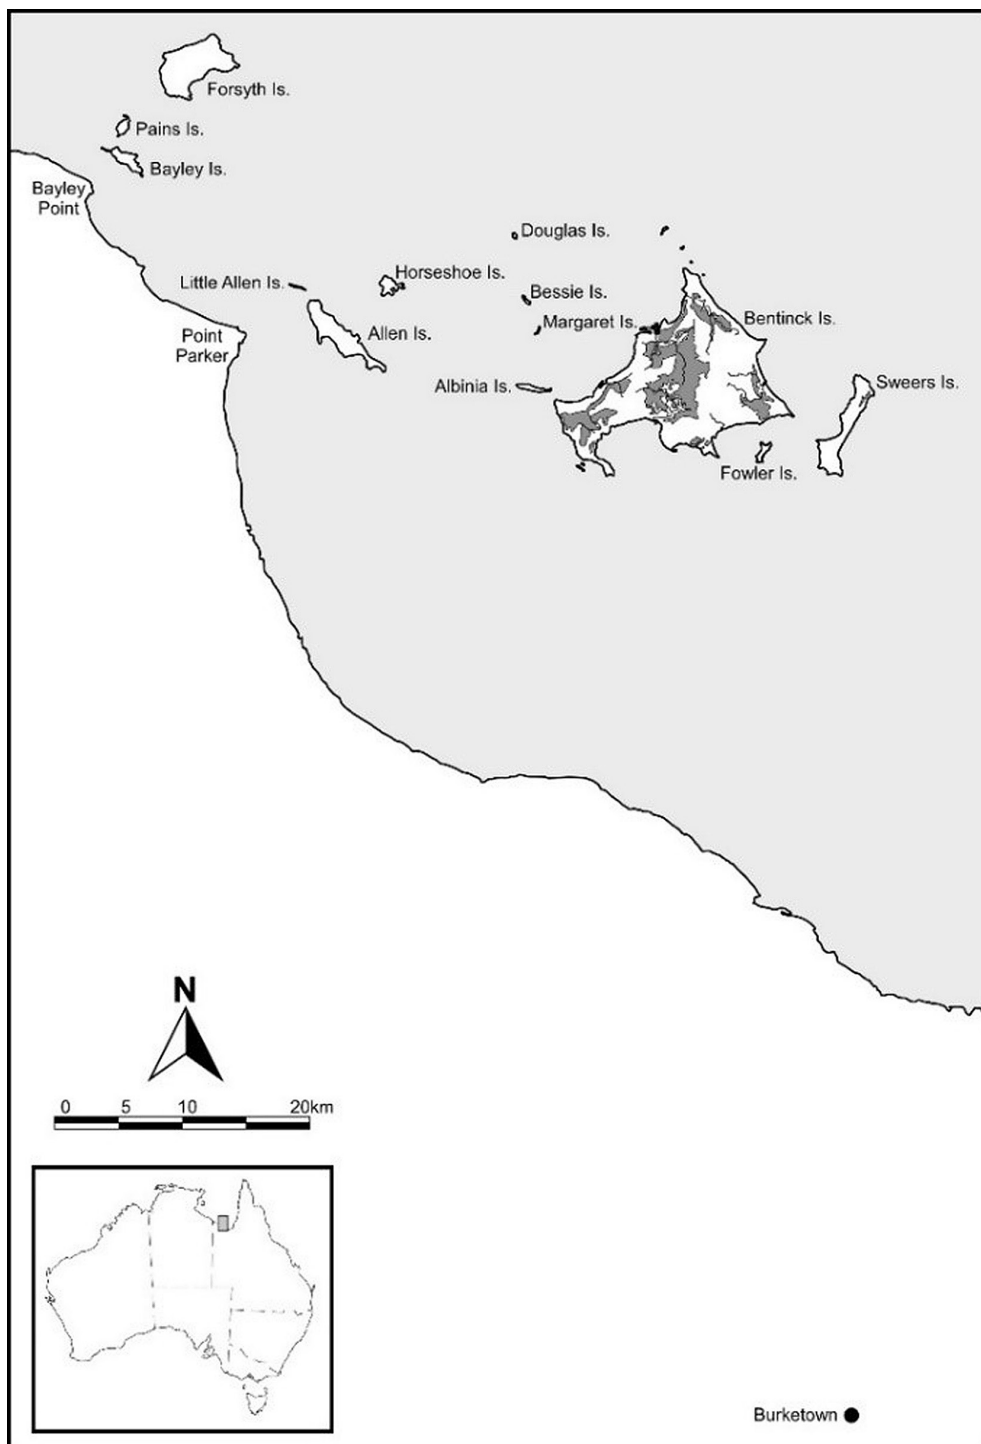 Forsyth Is.
Pains Is.
Bayley Is.
Bayley
Point
Douglas Is.
Horseshoe Is.
Little Allen Is.
Bessie Is.
Margaret Is.
Bentinck Is.
Point
Parker
Allen Is.
Albinia Is.
Sweers Is.
Fowler Is.
N
0 5 10 20km
Burketown